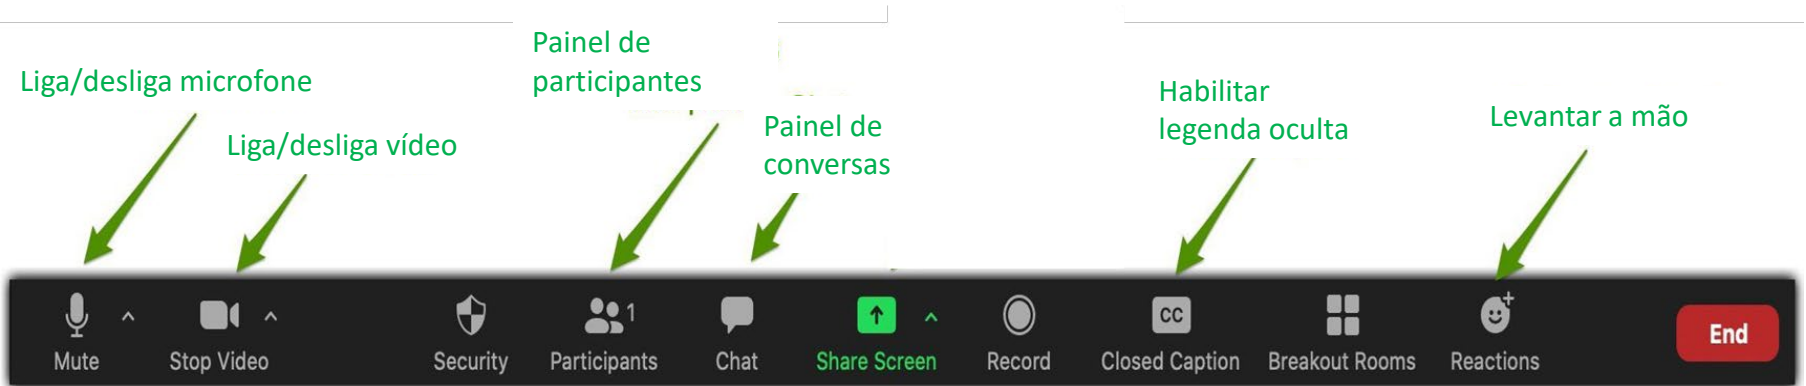 Painel de
participantes
Liga/desliga microfone
Habilitar
legenda oculta
Levantar a mão
Painel de
conversas
Liga/desliga vídeo
1
CC
Mute
Stop Video
Security
Participants
Chat
Share Screen
Record
Closed Caption
Breakout Rooms
Reactions
End